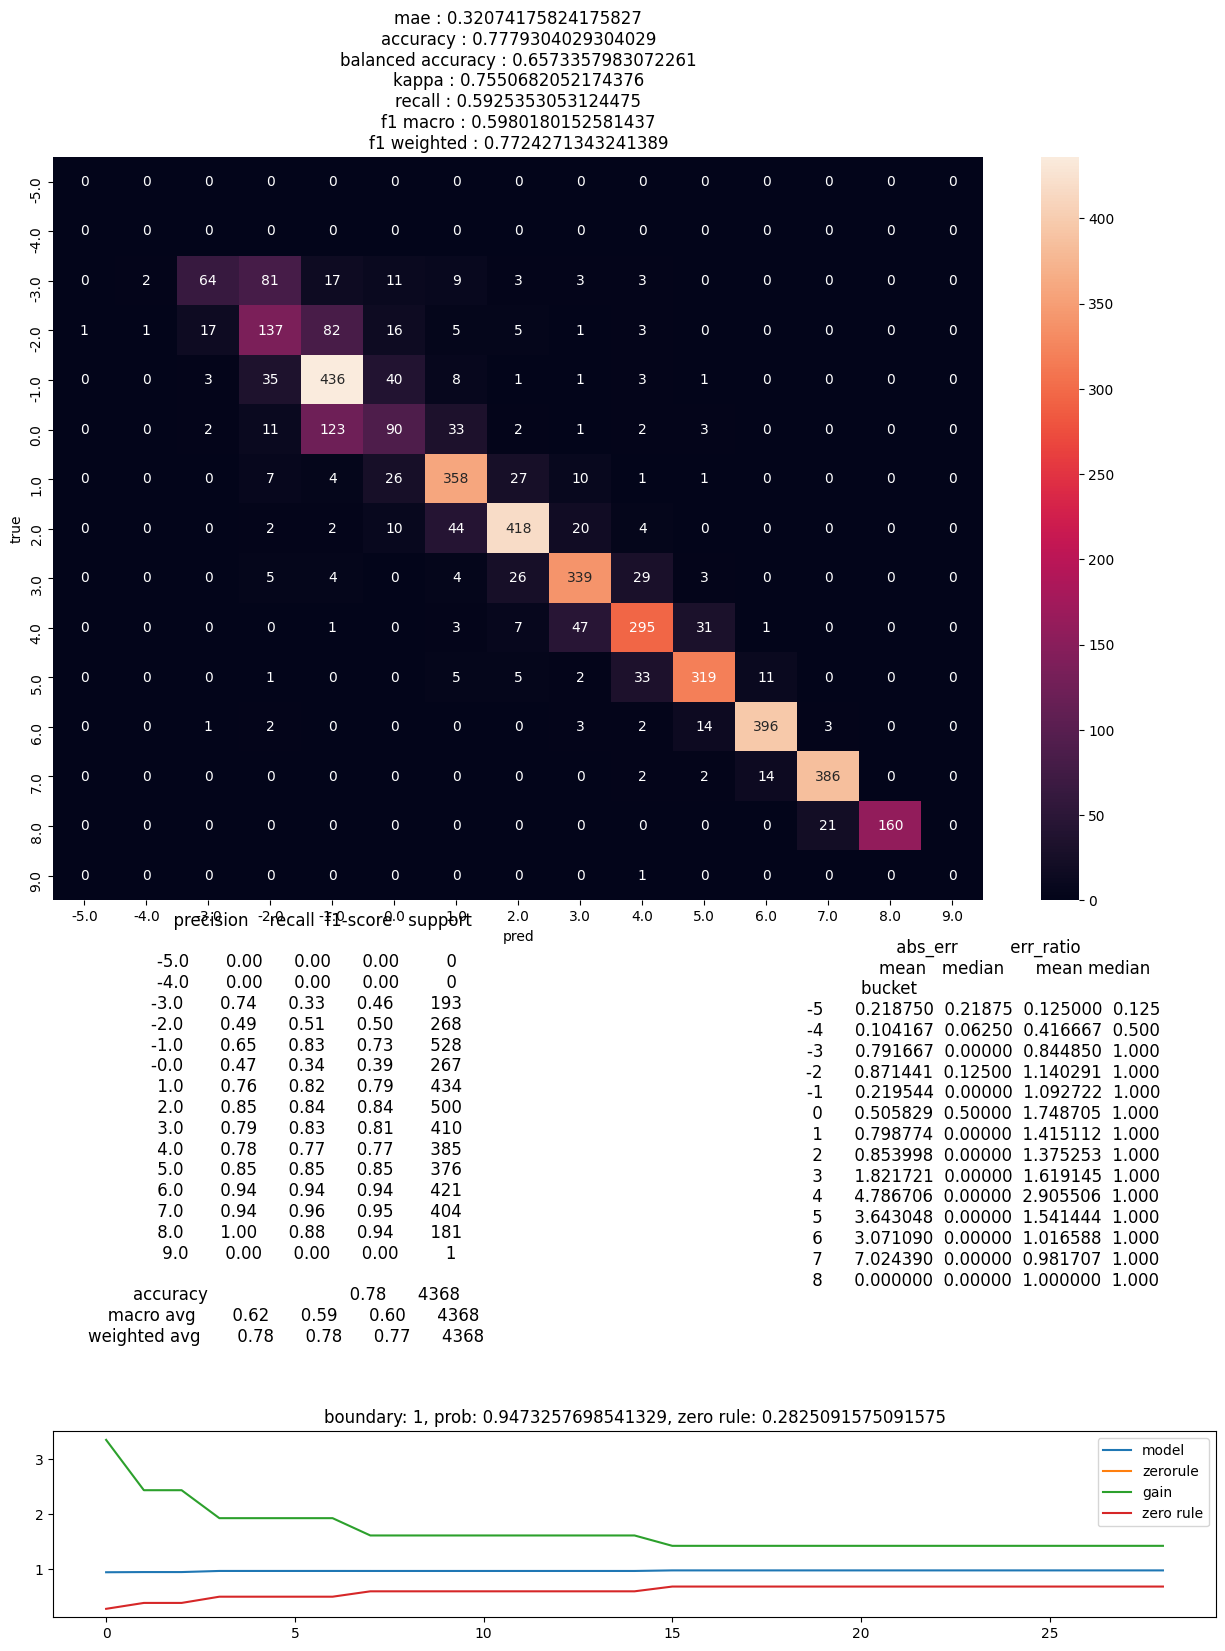 mae : 0.32074175824175827
accuracy : 0.7779304029304029
balanced accuracy : 0.6573357983072261
kappa : 0.7550682052174376
recall : 0.5925353053124475
f1 macro : 0.5980180152581437
f1 weighted : 0.7724271343241389
-5.0 0 0 0 0 0 0 0 0 0 0 0 0 0 0 0
-4.0 0 0 0 0 0 0 0 0 0 0 0 0 0 0 0
-3.0 0 2 64 81 17 11 9 3 3 3 0 0 0 0 0
-2.0 1 1 17 137 82 16 5 5 1 3 0 0 0 0 0
-1.0 0 0 3 35 436 40 8 1 1 3 1 0 0 0 0
0.0 0 0 2 11 123 90 33 2 1 2 3 0 0 0 0
1.0 0 0 0 7 4 26 358 27 10 1 1 0 0 0 0
true
2.0 0 0 0 2 2 10 44 418 20 4 0 0 0 0 0
3.0 0 0 0 5 4 0 4 26 339 29 3 0 0 0 0
4.0 0 0 0 0 1 0 3 7 47 295 31 1 0 0 0
5.0 0 0 0 1 0 0 5 5 2 33 319 11 0 0 0
6.0 0 0 1 2 0 0 0 0 3 2 14 396 3 0 0
7.0 0 0 0 0 0 0 0 0 0 2 2 14 386 0 0
8.0 0 0 0 0 0 0 0 0 0 0 0 0 21 160 0
9.0 0 0 0 0 0 0 0 0 0 1 0 0 0 0 0
-5.0 -4.0 -3.0 -2.0 -1.0 0.0 1.0 2.0 3.0 4.0 5.0 6.0 7.0 8.0 9.0
pred
400
350
300
250
200
150
100
50
0
precision recall f1-score support
-5.0 0.00 0.00 0.00 0
-4.0 0.00 0.00 0.00 0
-3.0 0.74 0.33 0.46 193
-2.0 0.49 0.51 0.50 268
-1.0 0.65 0.83 0.73 528
-0.0 0.47 0.34 0.39 267
1.0 0.76 0.82 0.79 434
2.0 0.85 0.84 0.84 500
3.0 0.79 0.83 0.81 410
4.0 0.78 0.77 0.77 385
5.0 0.85 0.85 0.85 376
6.0 0.94 0.94 0.94 421
7.0 0.94 0.96 0.95 404
8.0 1.00 0.88 0.94 181
9.0 0.00 0.00 0.00 1
accuracy 0.78 4368
macro avg 0.62 0.59 0.60 4368
weighted avg 0.78 0.78 0.77 4368
abs_err err_ratio
mean median mean median
bucket
-5 0.218750 0.21875 0.125000 0.125
-4 0.104167 0.06250 0.416667 0.500
-3 0.791667 0.00000 0.844850 1.000
-2 0.871441 0.12500 1.140291 1.000
-1 0.219544 0.00000 1.092722 1.000
0 0.505829 0.50000 1.748705 1.000
1 0.798774 0.00000 1.415112 1.000
2 0.853998 0.00000 1.375253 1.000
3 1.821721 0.00000 1.619145 1.000
4 4.786706 0.00000 2.905506 1.000
5 3.643048 0.00000 1.541444 1.000
6 3.071090 0.00000 1.016588 1.000
7 7.024390 0.00000 0.981707 1.000
8 0.000000 0.00000 1.000000 1.000
boundary: 1, prob: 0.9473257698541329, zero rule: 0.2825091575091575
3
2
1
model
zerorule
gain
zero rule
0 5 10 15 20 25